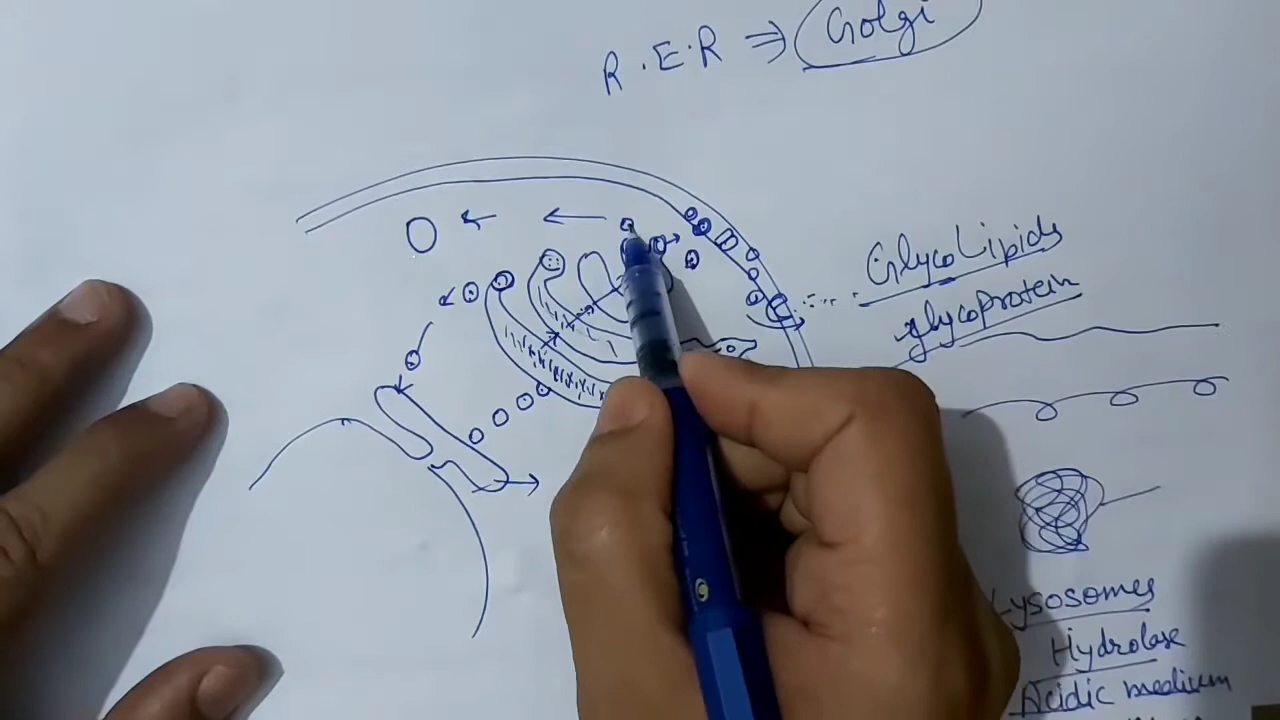 R.E.R ⇒ Golgi
GlycoLipids
glycoprotein
Lysosomes
Hydrolase
Acidic medium